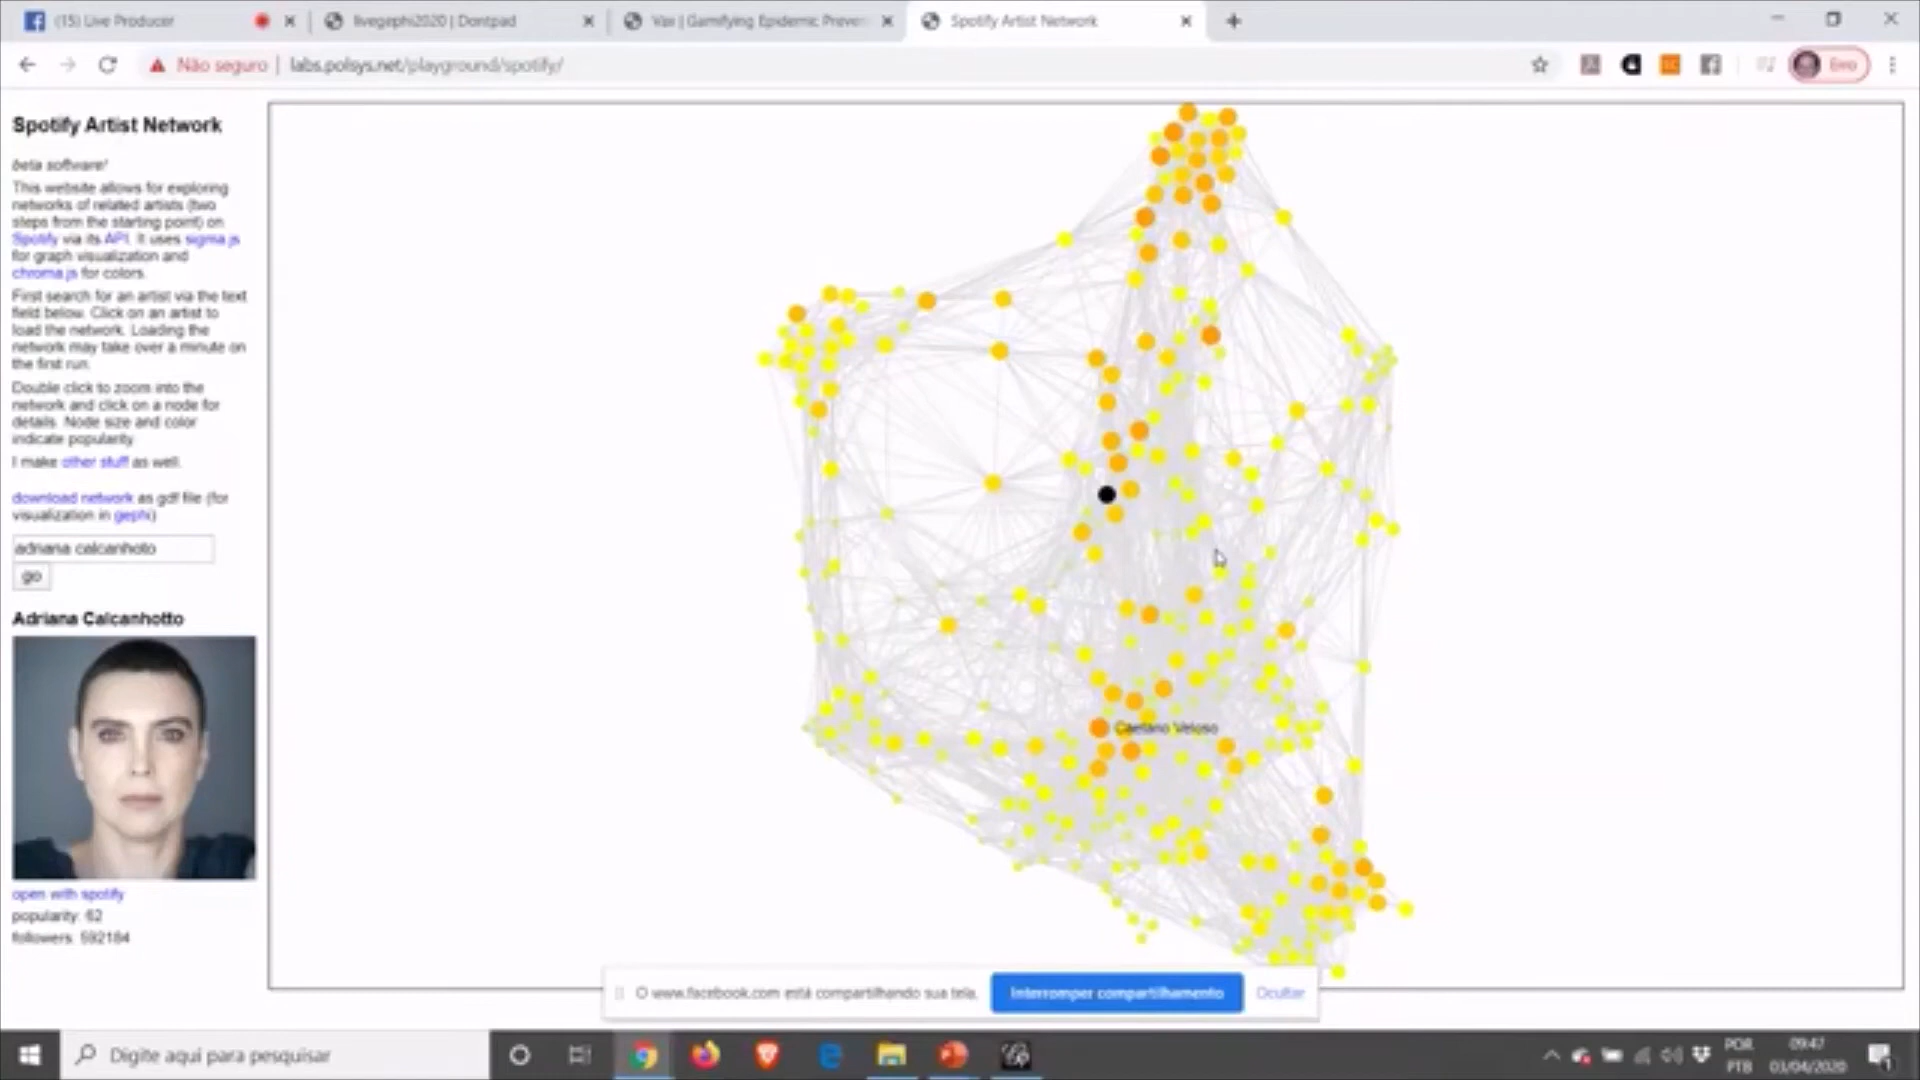 (15) Live Producer
livegephi2020 | Dontpad
Vax | Gamifying Epidemic Preven
Spotify Artist Network
Não seguro
labs.polsys.net/playground/spotify/
Erro
Spotify Artist Network
beta software!
This website allows for exploring
networks of related artists (two
steps from the starting point) on
Spotify via its API. It uses sigma js
for graph visualization and
chroma.js for colors.
First search for an artist via the text
field below. Click on an artist to
load the network. Loading the
network may take over a minute on
the first run.
Double click to zoom into the
network and click on a node for
details. Node size and color
indicate popularity.
I make other stuff as well.
download network as gdf file (for
visualization in gephi)
adriana calcanhoto
go
Adriana Calcanhotto
open with spotify
popularity: 62
followers: 592184
Caetano Veloso
O www.facebook.com está compartilhando sua tela.
Interromper compartilhamento
Ocultar
Digite aqui para pesquisar
POR
PTB
09:47
03/04/2020